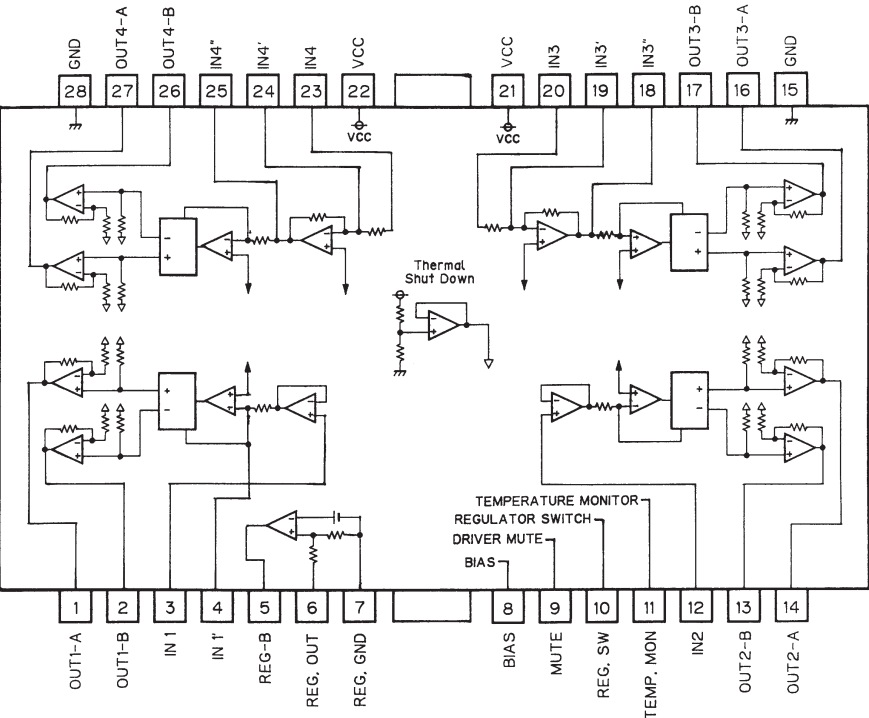 GND
OUT4-A
OUT4-B
IN4"
IN4'
IN4
VCC
VCC
IN3
IN3'
IN3"
OUT3-B
OUT3-A
GND
28
27
26
25
24
23
22
21
20
19
18
17
16
15
VCC
VCC
Thermal
Shut Down
TEMPERATURE MONITOR
REGULATOR SWITCH
DRIVER MUTE
BIAS
1
2
3
4
5
6
7
8
9
10
11
12
13
14
OUT1-A
OUT1-B
IN 1
IN 1'
REG-B
REG. OUT
REG. GND
BIAS
MUTE
REG. SW
TEMP. MON
IN2
OUT2-B
OUT2-A